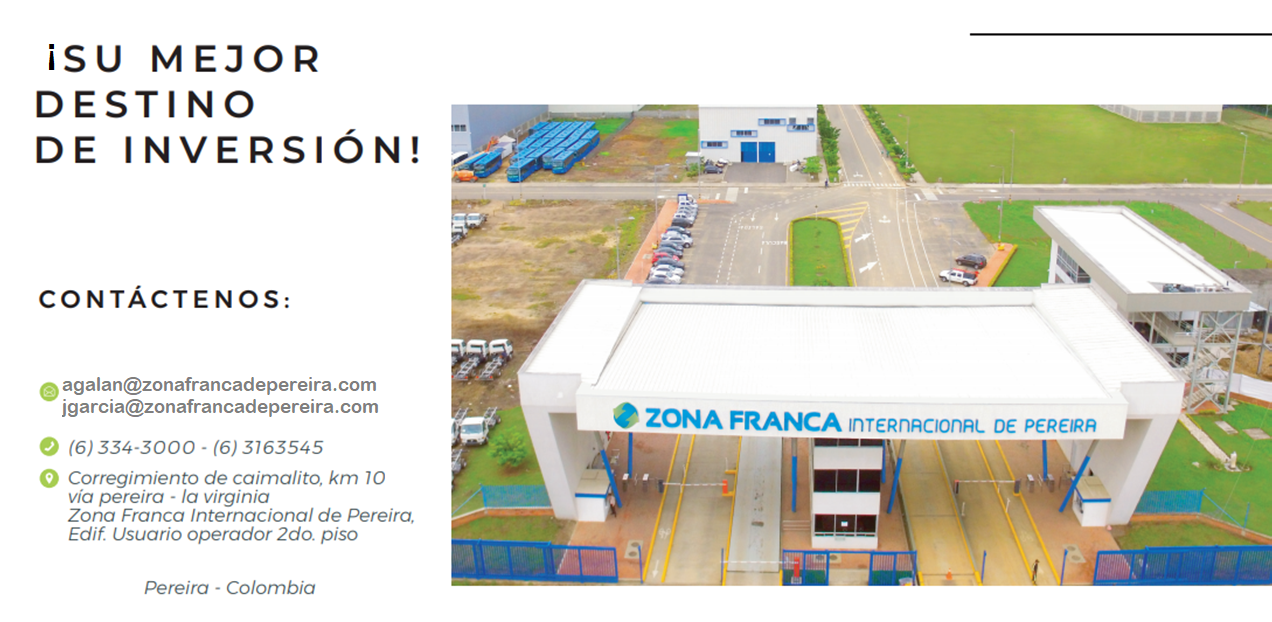 ¡SU MEJOR
DESTINO
DE INVERSIÓN!
CONTÁCTENOS:
agalan@zonafrancadepereira.com
jgarcia@zonafrancadepereira.com
(6) 334-3000 - (6) 3163545
Corregimiento de caimalito, km 10
vía pereira - la virginia
Zona Franca Internacional de Pereira,
Edif. Usuario operador 2do. piso
Pereira - Colombia
ZONA FRANCA INTERNACIONAL DE PEREIRA